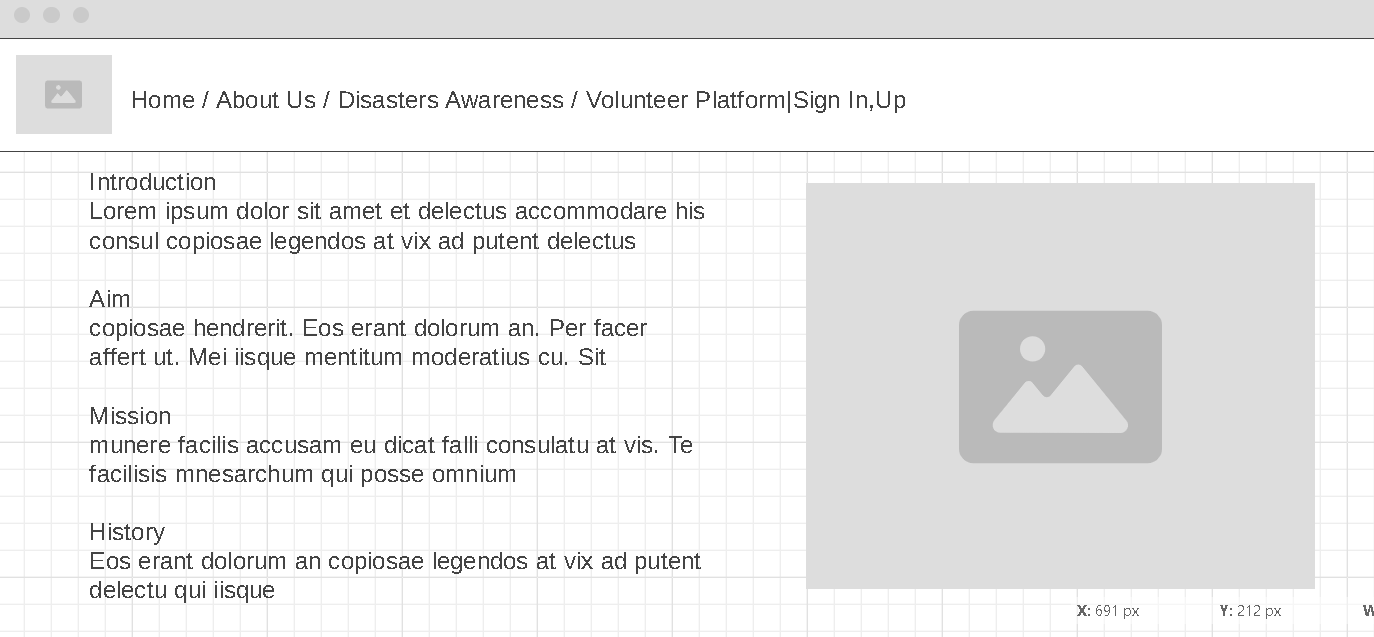 Home / About Us / Disasters Awareness / Volunteer Platform|Sign In,Up
Introduction
Lorem ipsum dolor sit amet et delectus accommodare his
consul copiosae legendos at vix ad putent delectus
Aim
copiosae hendrerit. Eos erant dolorum an. Per facer
affert ut. Mei iisque mentitum moderatius cu. Sit
Mission
munere facilis accusam eu dicat falli consulatu at vis. Te
facilisis mnesarchum qui posse omnium
History
Eos erant dolorum an copiosae legendos at vix ad putent
delectu qui iisque
X: 691 px Y: 212 px W